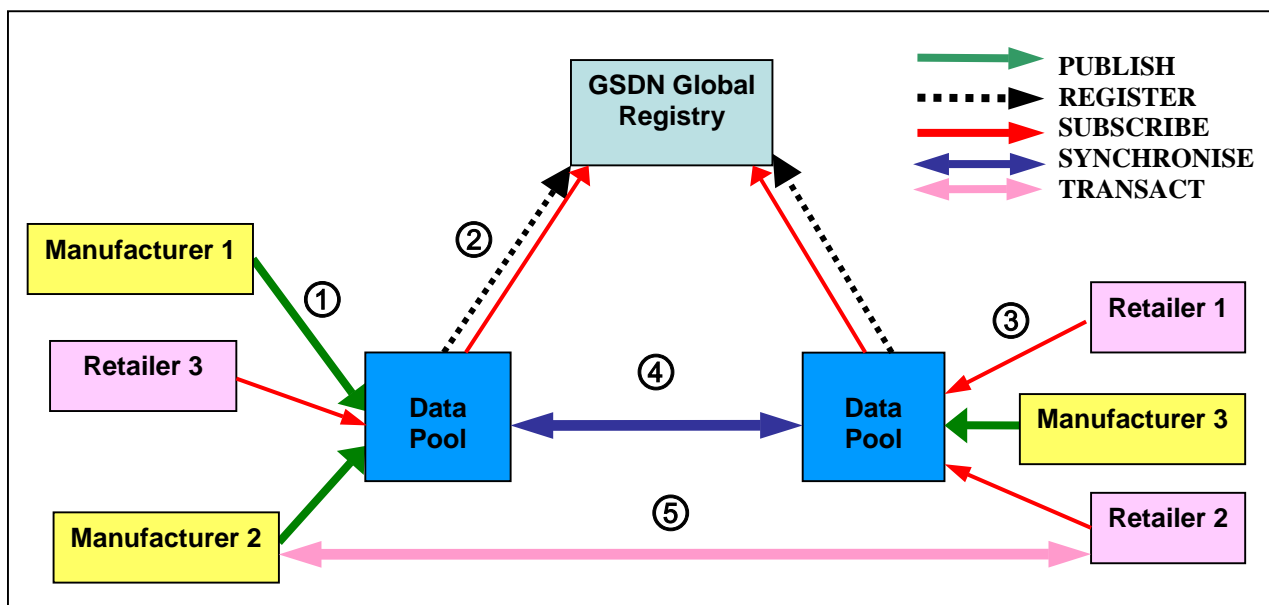 GSDN Global
Registry
PUBLISH
REGISTER
SUBSCRIBE
SYNCHRONISE
TRANSACT
Manufacturer 1
②
①
Retailer 3
Retailer 1
③
④
Data
Pool
Data
Pool
Manufacturer 3
Manufacturer 2
⑤
Retailer 2